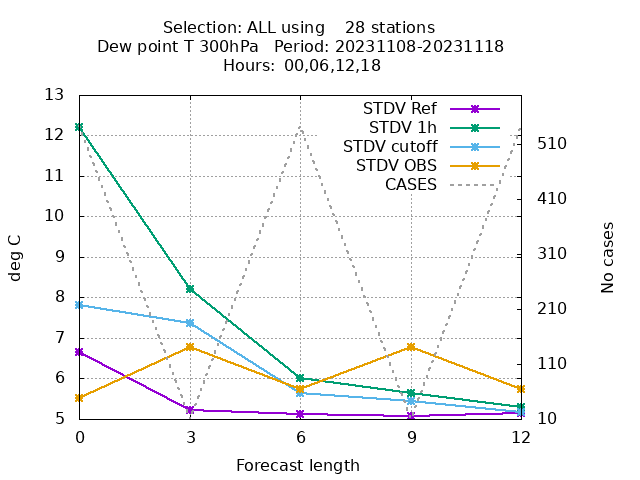 Selection: ALL using    28 stations
Dew point T 300hPa   Period: 20231108-20231118
Hours: 00,06,12,18
STDV Ref
STDV 1h
STDV cutoff
STDV OBS
CASES
13
12
11
10
9
8
7
6
5
deg C
510
410
310
210
110
10
No cases
0 3 6 9 12
Forecast length